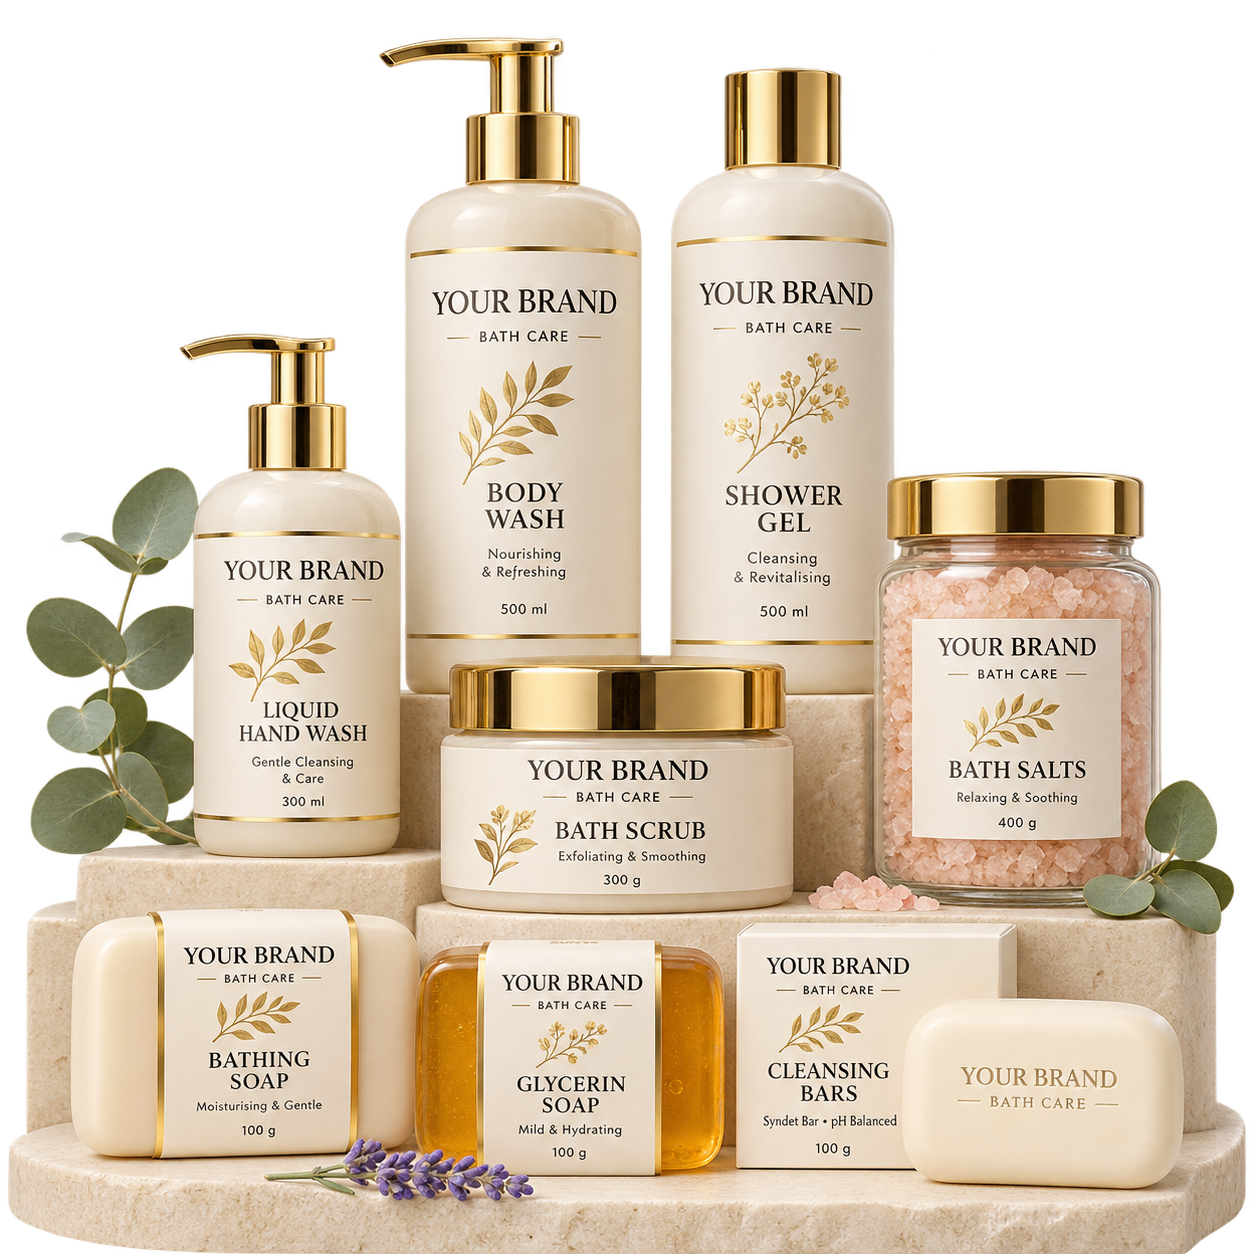 YOUR BRAND
BATH CARE
BODY
WASH
Nourishing
& Refreshing
500 ml
YOUR BRAND
BATH CARE
SHOWER
GEL
Cleansing
& Revitalising
500 ml
YOUR BRAND
BATH CARE
LIQUID
HAND WASH
Gentle Cleansing
& Care
300 ml
YOUR BRAND
BATH CARE
BATH SCRUB
Exfoliating & Smoothing
300 g
YOUR BRAND
BATH CARE
BATH SALTS
Relaxing & Soothing
400 g
YOUR BRAND
BATH CARE
BATHING
SOAP
Moisturising & Gentle
100 g
YOUR BRAND
BATH CARE
GLYCERIN
SOAP
Mild & Hydrating
100 g
YOUR BRAND
BATH CARE
CLEANSING
BARS
Syndet Bar • pH Balanced
100 g
YOUR BRAND
BATH CARE